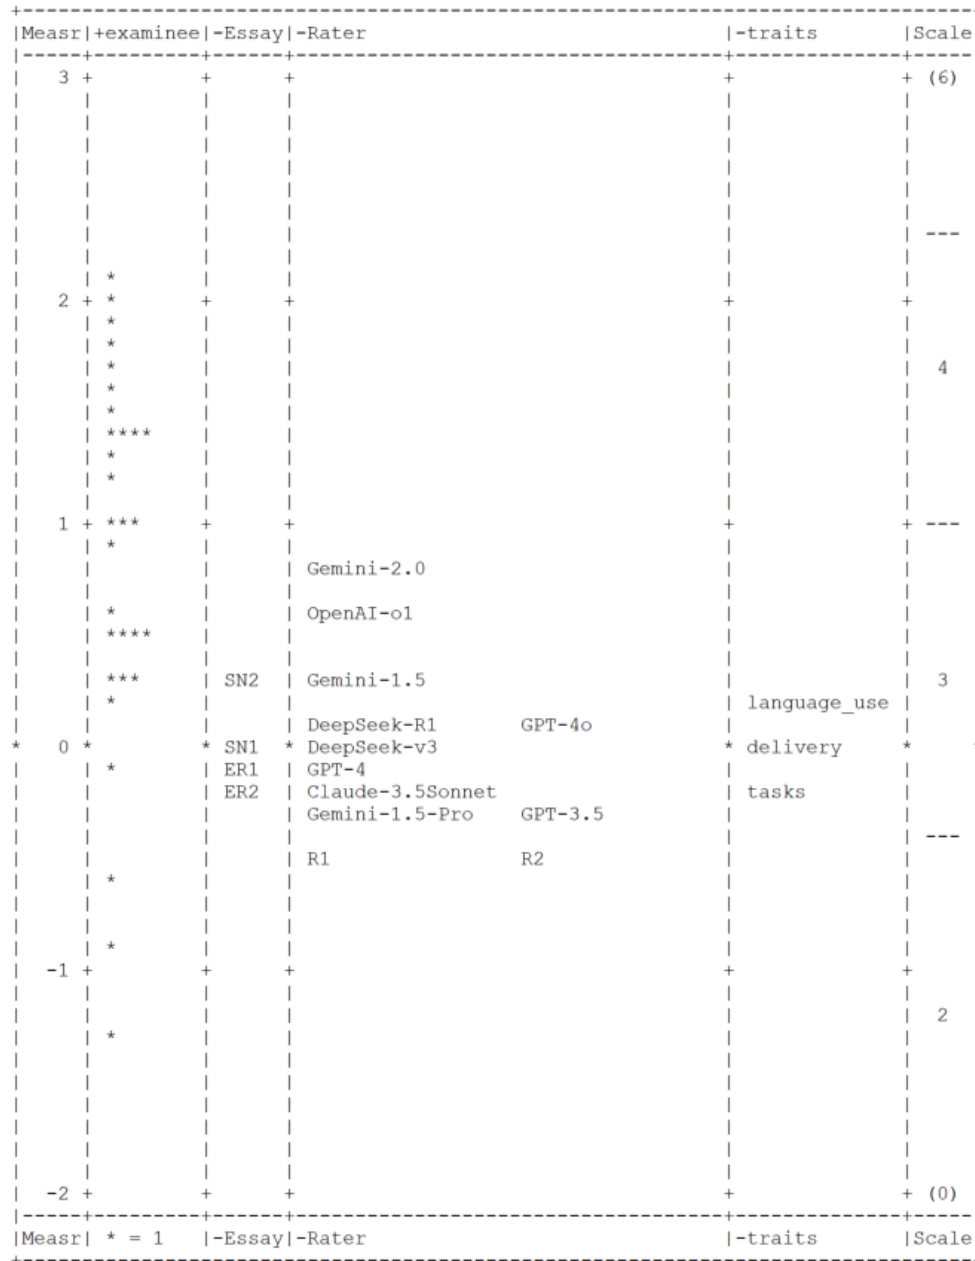 |Measr|+examinee|-Essay|-Rater |-traits |Scale
3 + + + + + (6)
---
*
2 + * + + + +
*
*
* 4
*
*
****
*
*
1 + *** + + + + ---
*
Gemini-2.0
* OpenAI-o1
****
*** SN2 Gemini-1.5 3
* language_use
DeepSeek-R1 GPT-4o
* 0 * * SN1 * DeepSeek-v3 * delivery * *
* ER1 GPT-4
ER2 Claude-3.5Sonnet tasks
Gemini-1.5-Pro GPT-3.5
---
R1 R2
*
*
-1 + + + + +
2
*
-2 + + + + + (0)
|Measr| * = 1 |-Essay|-Rater |-traits |Scale